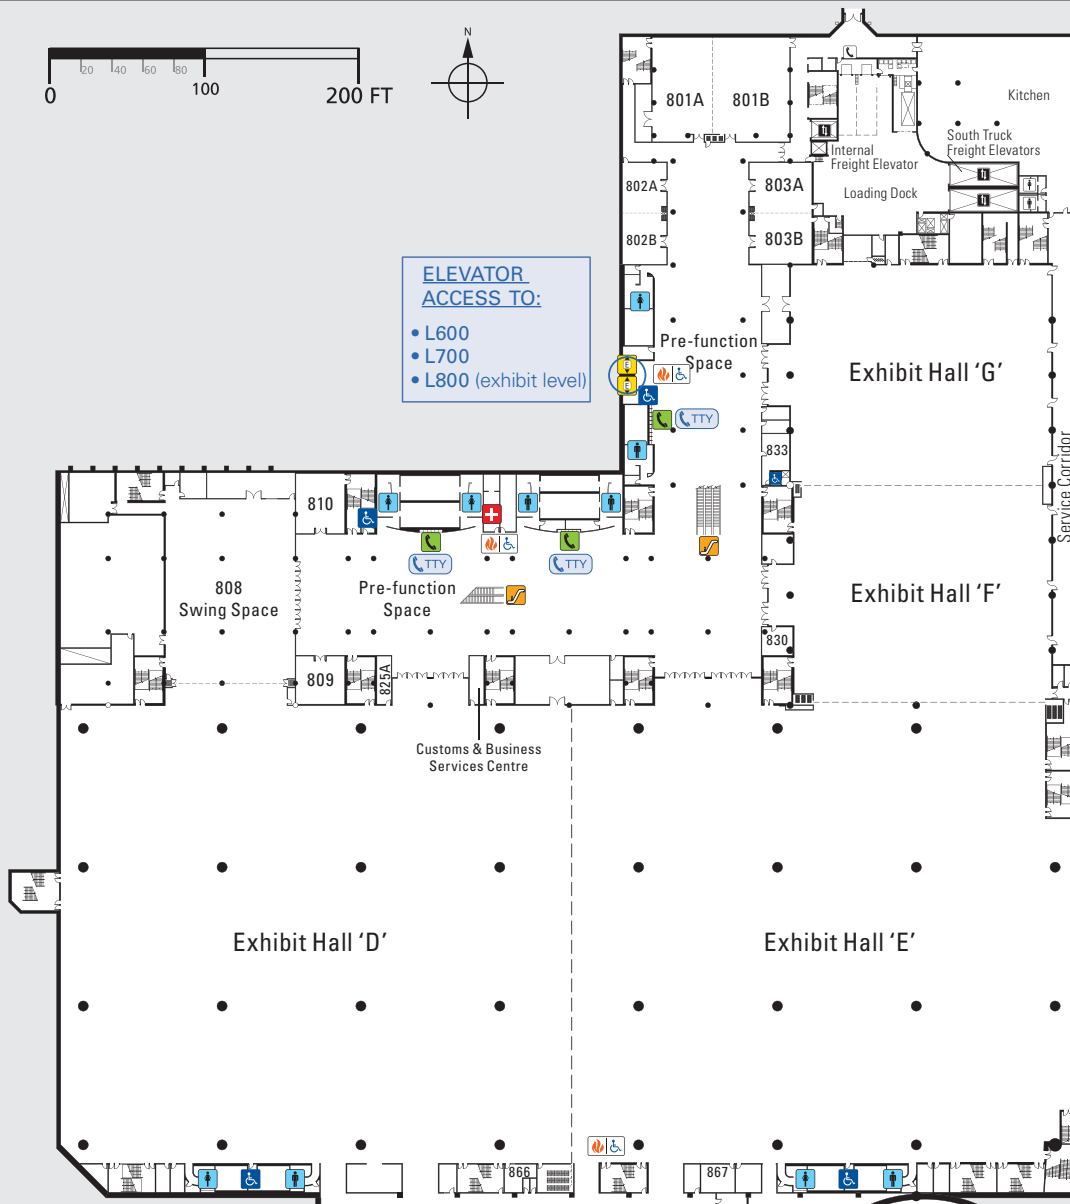 N
20
40
60
80
0
100
200 FT
801A
801B
Kitchen
South Truck
Freight Elevators
Internal
Freight Elevator
Loading Dock
802A
803A
802B
803B
ELEVATOR
ACCESS TO:
• L600
• L700
• L800 (exhibit level)
Pre-function
Space
E
E
TTY
Exhibit Hall ‘G’
833
Service Corridor
810
TTY
TTY
808
Swing Space
Pre-function
Space
Exhibit Hall ‘F’
830
809
825A
Customs & Business
Services Centre
Exhibit Hall ‘D’
Exhibit Hall ‘E’
866
867